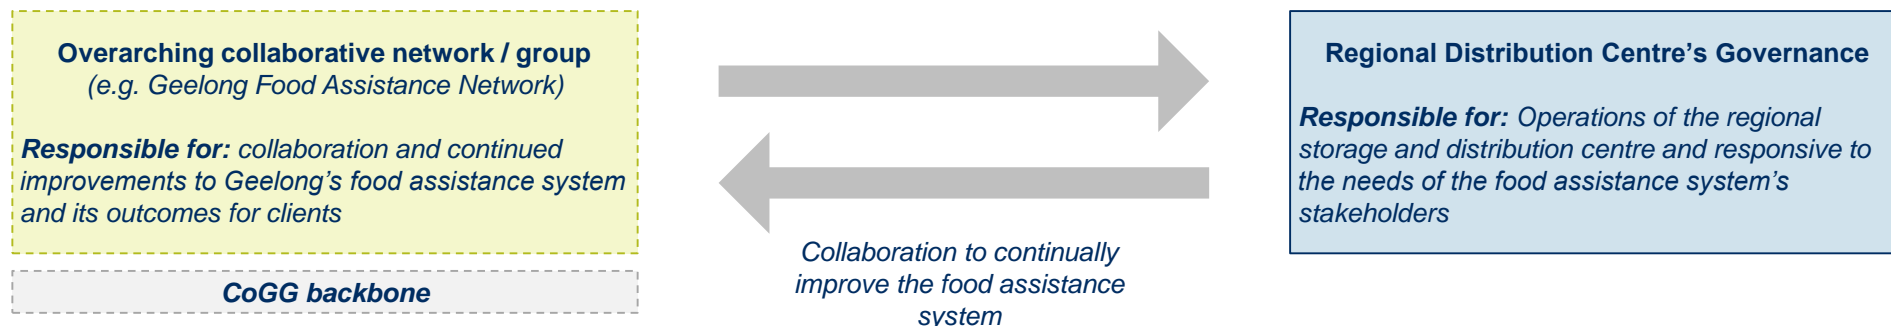 Overarching collaborative network / group
(e.g. Geelong Food Assistance Network)
Responsible for: collaboration and continued
improvements to Geelong's food assistance system
and its outcomes for clients
CoGG backbone
Collaboration to continually
improve the food assistance
system
Regional Distribution Centre's Governance
Responsible for: Operations of the regional
storage and distribution centre and responsive to
the needs of the food assistance system's
stakeholders